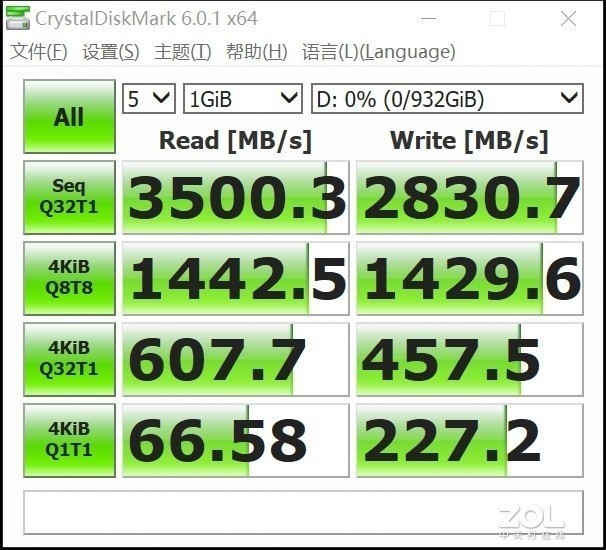 CrystalDiskMark 6.0.1 x64
文件(F) 设置(S) 主题(T) 帮助(H) 语言(L)(Language)
All 5 1GiB D: 0% (0/932GiB)
Read [MB/s] Write [MB/s]
Seq
Q32T1 3500.3 2830.7
4KiB
Q8T8 1442.5 1429.6
4KiB
Q32T1 607.7 457.5
4KiB
Q1T1 66.58 227.2
ZOL
中关村在线